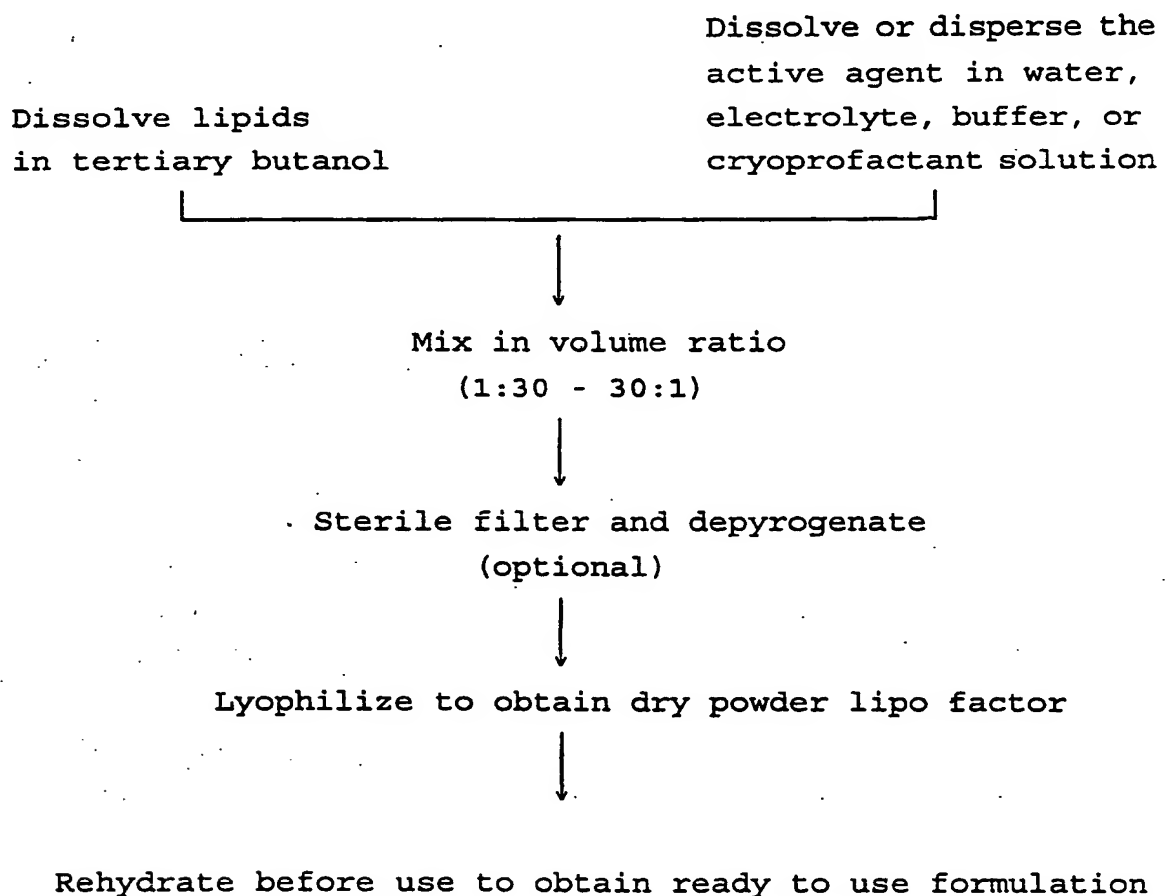 Dissolve lipids
in tertiary butanol
Dissolve or disperse the
active agent in water,
electrolyte, buffer, or
cryoprofactant solution
Mix in volume ratio
(1:30 - 30:1)
Sterile filter and depyrogenate
(optional)
Lyophilize to obtain dry powder lipo factor
Rehydrate before use to obtain ready to use formulation